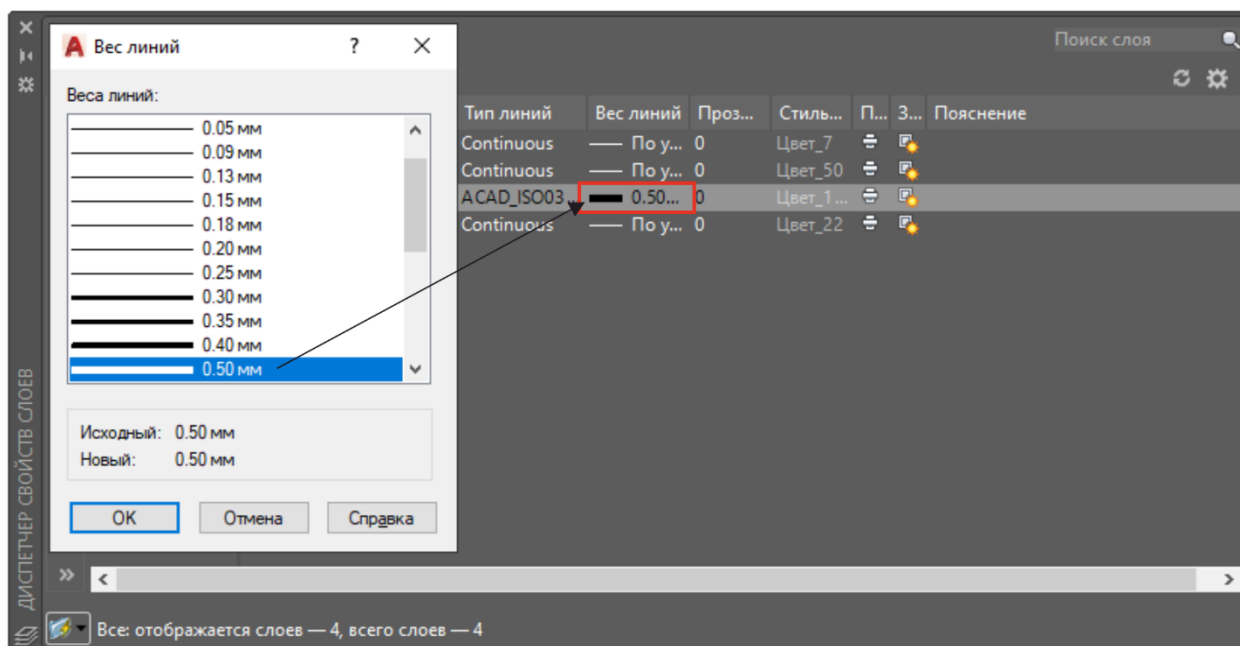 Вес линий ?
Веса линий:
0.05 мм
0.09 мм
0.13 мм
0.15 мм
0.18 мм
0.20 мм
0.25 мм
0.30 мм
0.35 мм
0.40 мм
0.50 мм
Исходный: 0.50 мм
Новый: 0.50 мм
OK Отмена Справка
Поиск слоя
Тип линий Вес линий Проз... Стиль... П... З... Пояснение
Continuous По у... 0 Цвет_7
Continuous По у... 0 Цвет_50
ACAD_ISO03... 0.50... 0 Цвет_1...
Continuous По у... 0 Цвет_22
ДИСПЕТЧЕР СВОЙСТВ СЛОЕВ
Все: отображается слоев — 4, всего слоев — 4